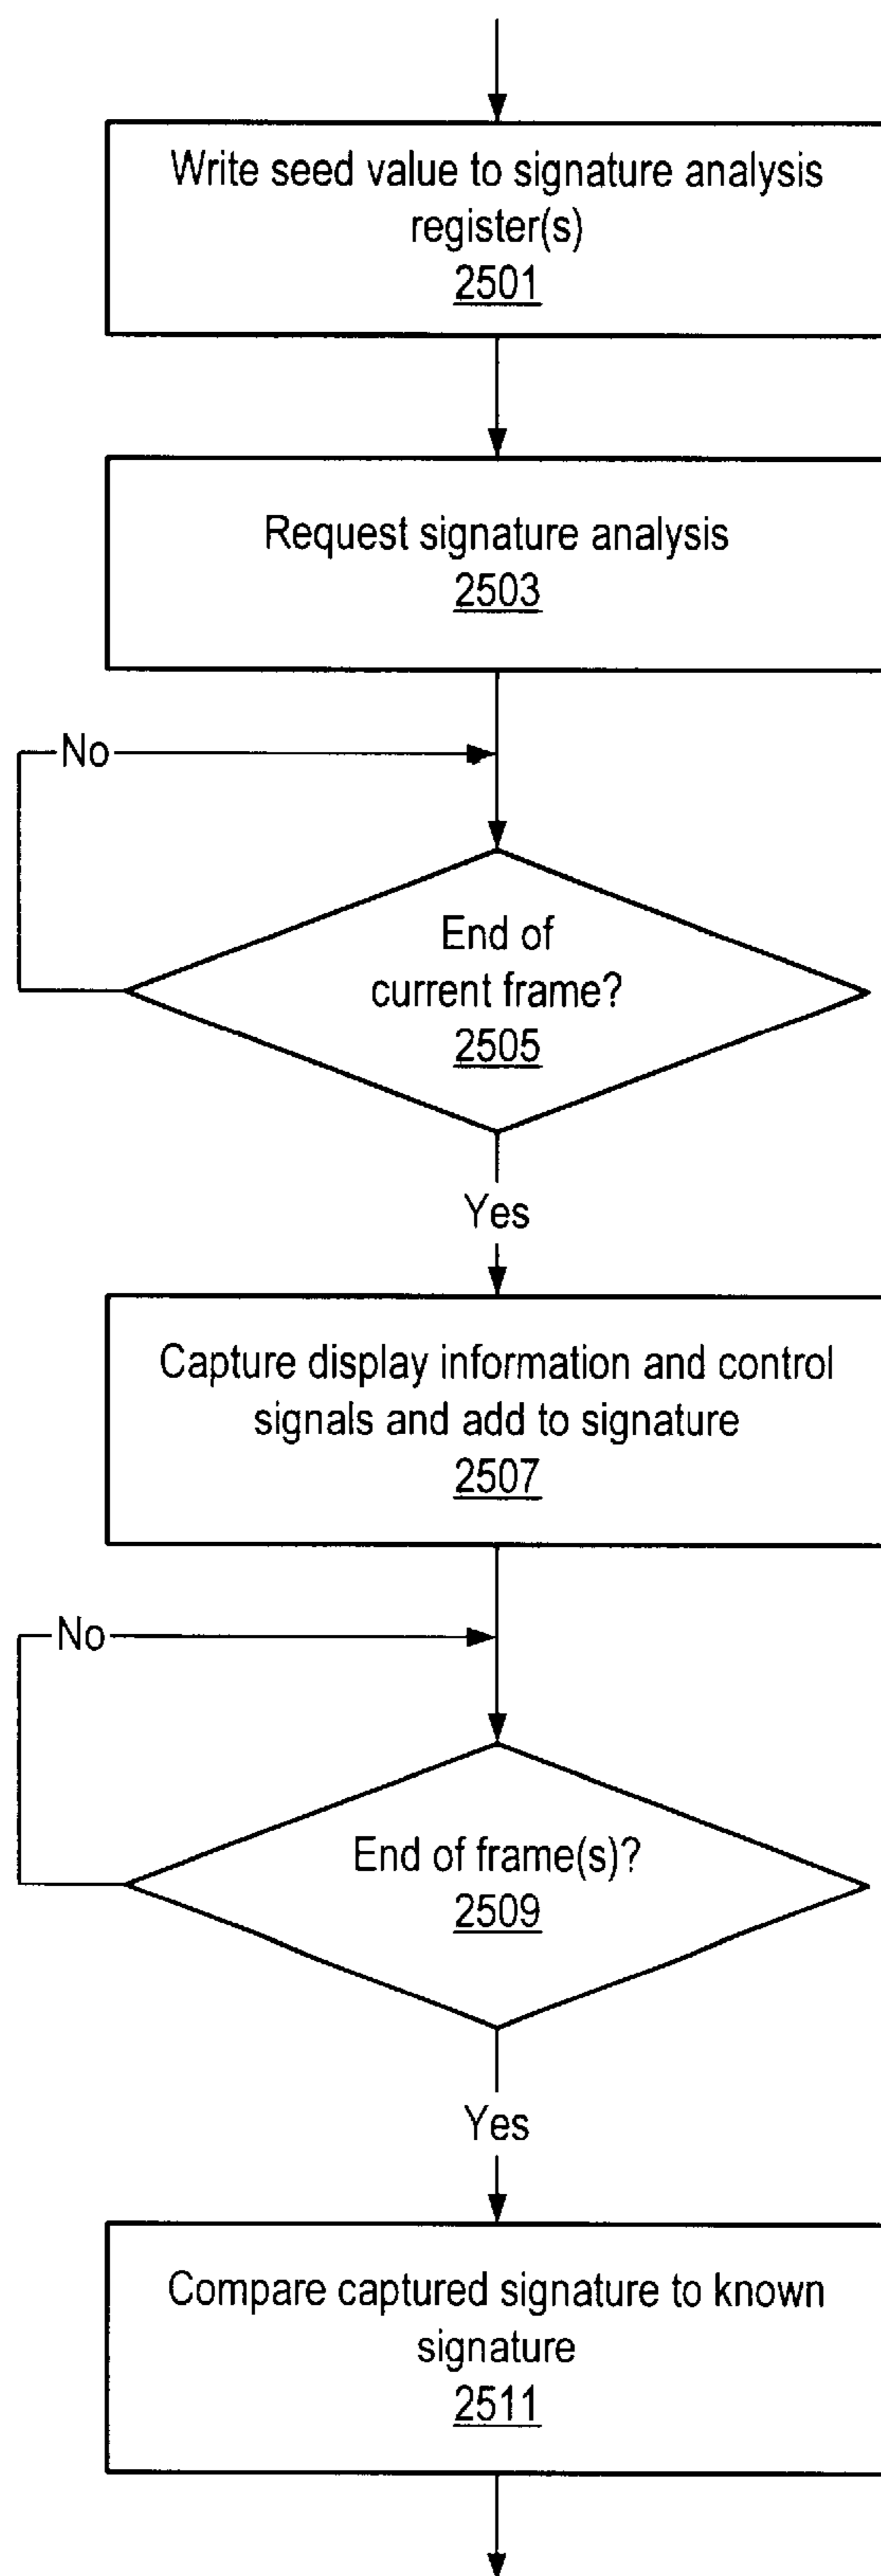 Write seed value to signature analysis
register(s)
2501
Request signature analysis
2503
No
End of
current frame?
2505
Yes
Capture display information and control
signals and add to signature
2507
No
End of frame(s)?
2509
Yes
Compare captured signature to known
signature
2511